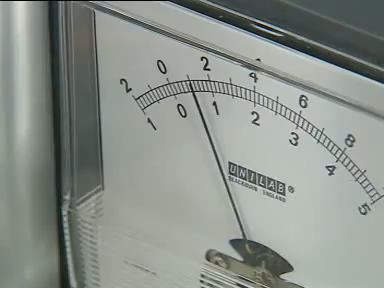 2 0 2 4 6 8
1 0 1 2 3 4 5
UNILAB ®
BLACKBURN ENGLAND